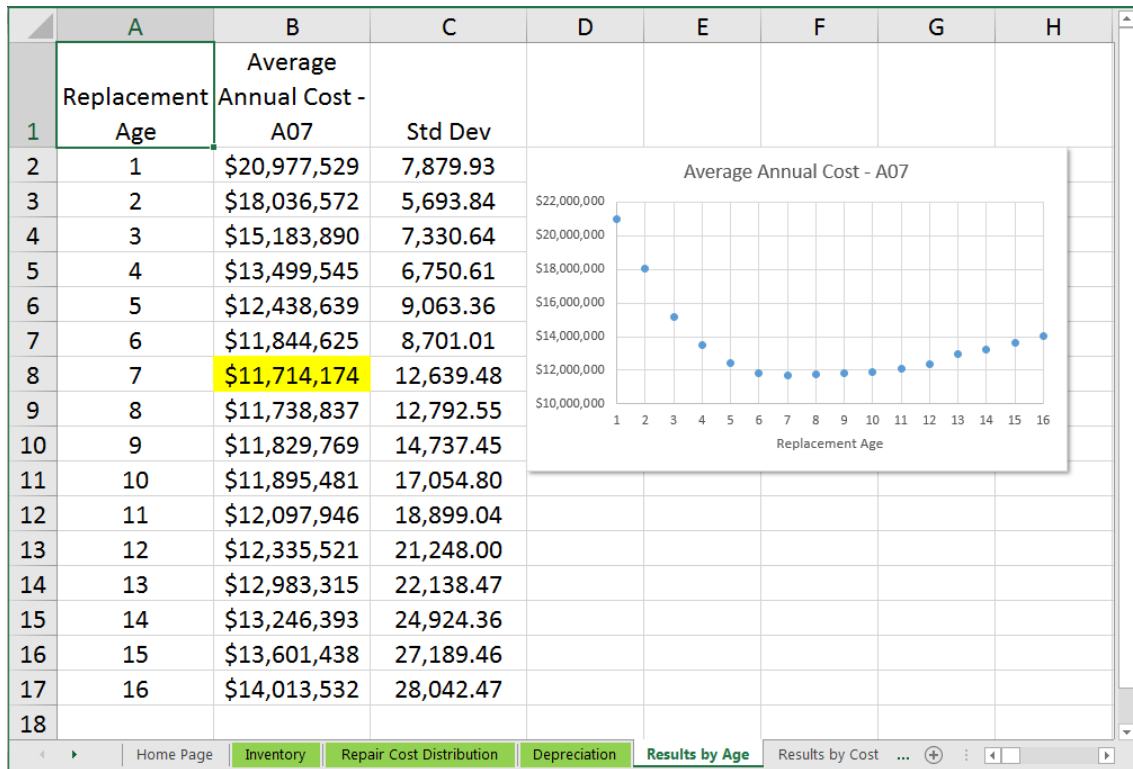 A B C D E F G H
Average
Replacement Annual Cost -
1 Age A07 Std Dev
2 1 $20,977,529 7,879.93
3 2 $18,036,572 5,693.84
4 3 $15,183,890 7,330.64
5 4 $13,499,545 6,750.61
6 5 $12,438,639 9,063.36
7 6 $11,844,625 8,701.01
8 7 $11,714,174 12,639.48
9 8 $11,738,837 12,792.55
10 9 $11,829,769 14,737.45
11 10 $11,895,481 17,054.80
12 11 $12,097,946 18,899.04
13 12 $12,335,521 21,248.00
14 13 $12,983,315 22,138.47
15 14 $13,246,393 24,924.36
16 15 $13,601,438 27,189.46
17 16 $14,013,532 28,042.47
18
Average Annual Cost - A07
$22,000,000
$20,000,000
$18,000,000
$16,000,000
$14,000,000
$12,000,000
$10,000,000
1 2 3 4 5 6 7 8 9 10 11 12 13 14 15 16
Replacement Age
Home Page Inventory Repair Cost Distribution Depreciation Results by Age Results by Cost ...